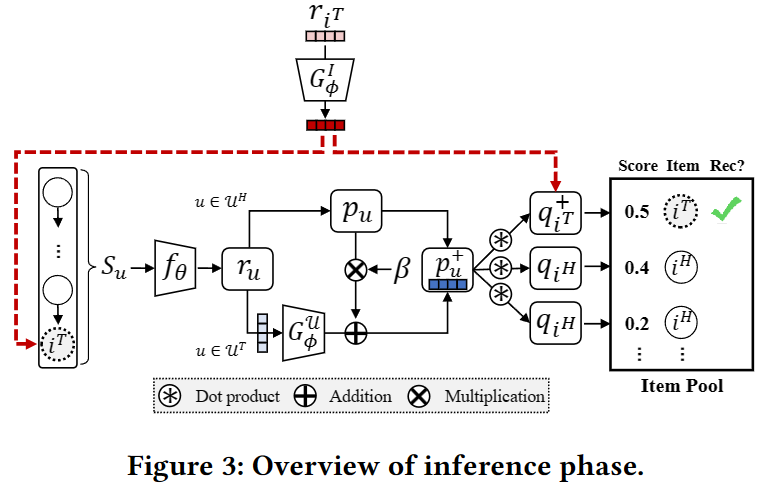 r_{i^T}
G_ϕ^I
Score Item Rec?
u ∈ 𝒰^H
p_u
q_{i^T}^+
0.5 i^T
S_u
f_θ
r_u
β
p_u^+
q_{i^H}
0.4 i^H
i^T
u ∈ 𝒰^T
G_ϕ^𝒰
q_{i^H}
0.2 i^H
Item Pool
Dot product Addition Multiplication
Figure 3: Overview of inference phase.